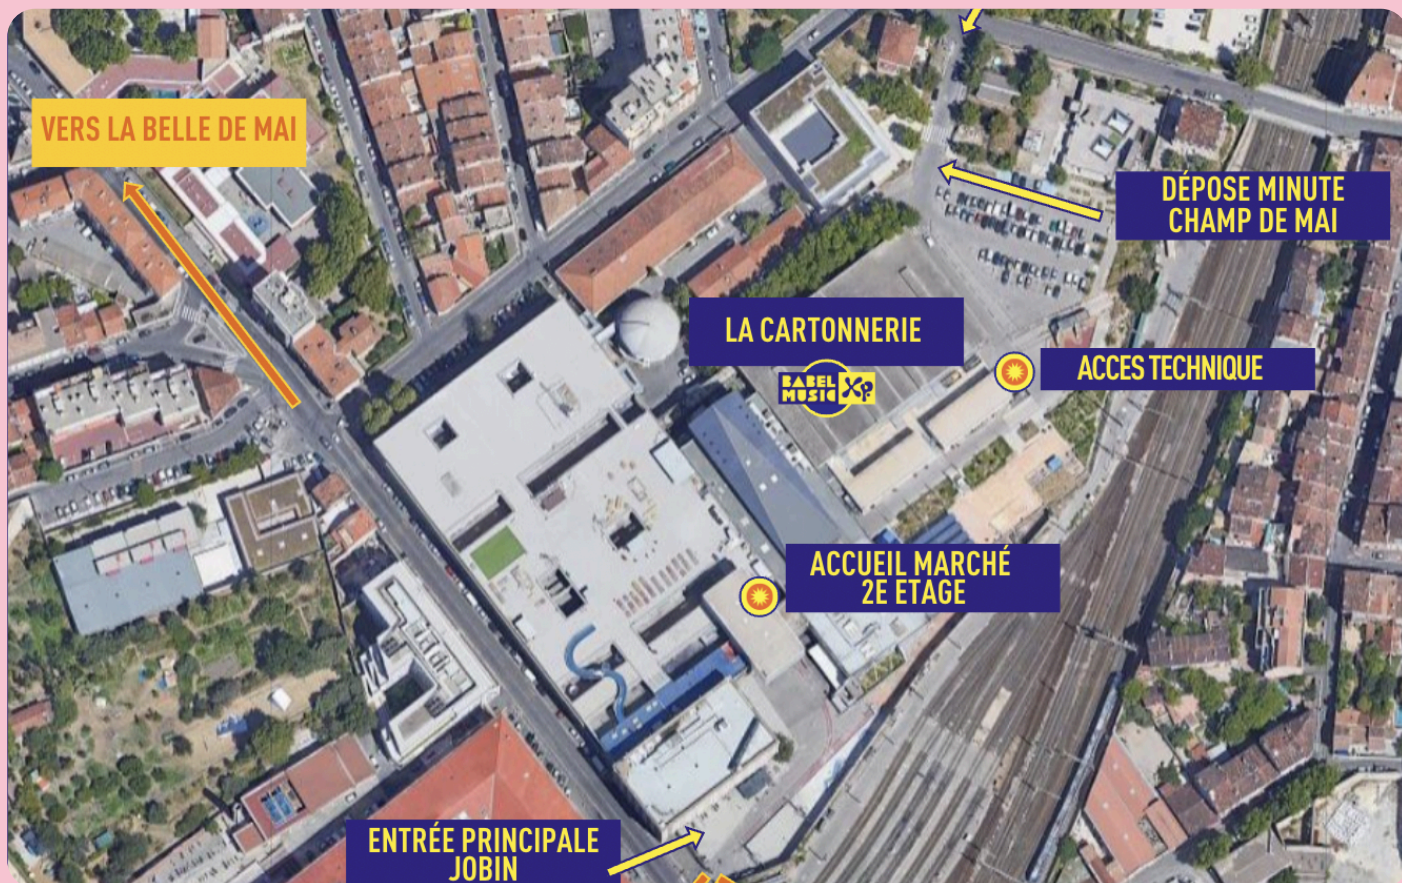 VERS LA BELLE DE MAI
DÉPOSE MINUTE
CHAMP DE MAI
LA CARTONNERIE
BABEL
MUSIC XP
ACCES TECHNIQUE
ACCUEIL MARCHÉ
2E ETAGE
ENTRÉE PRINCIPALE
JOBIN